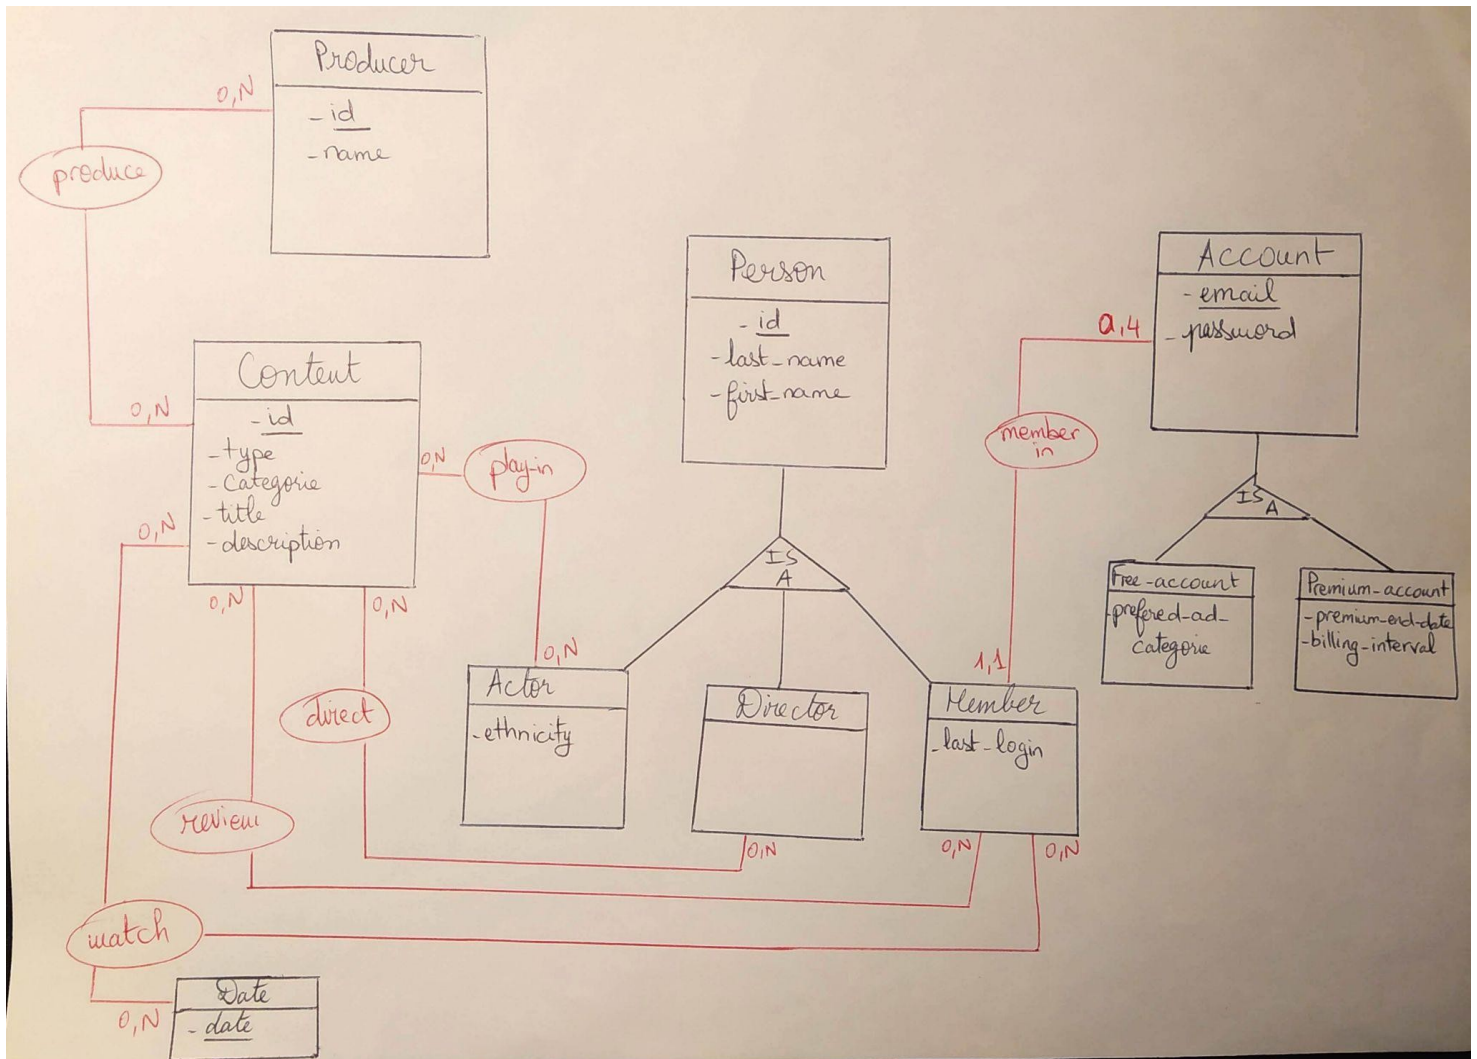 Producer
- id
- name
0,N
produce
0,N
Content
- id
- type
- Categorie
- title
- description
0,N
play-in
0,N
0,N
0,N
0,N
direct
review
watch
0,N
Date
- date
Person
- id
- last_name
- first_name
IS
A
Actor
- ethnicity
Director
0,N
Member
- last_login
0,N
0,N
1,1
member
in
0,4
Account
- email
- password
IS
A
Free-account
- prefered-ad-
categorie
Premium-account
- premium-end-date
- billing-interval